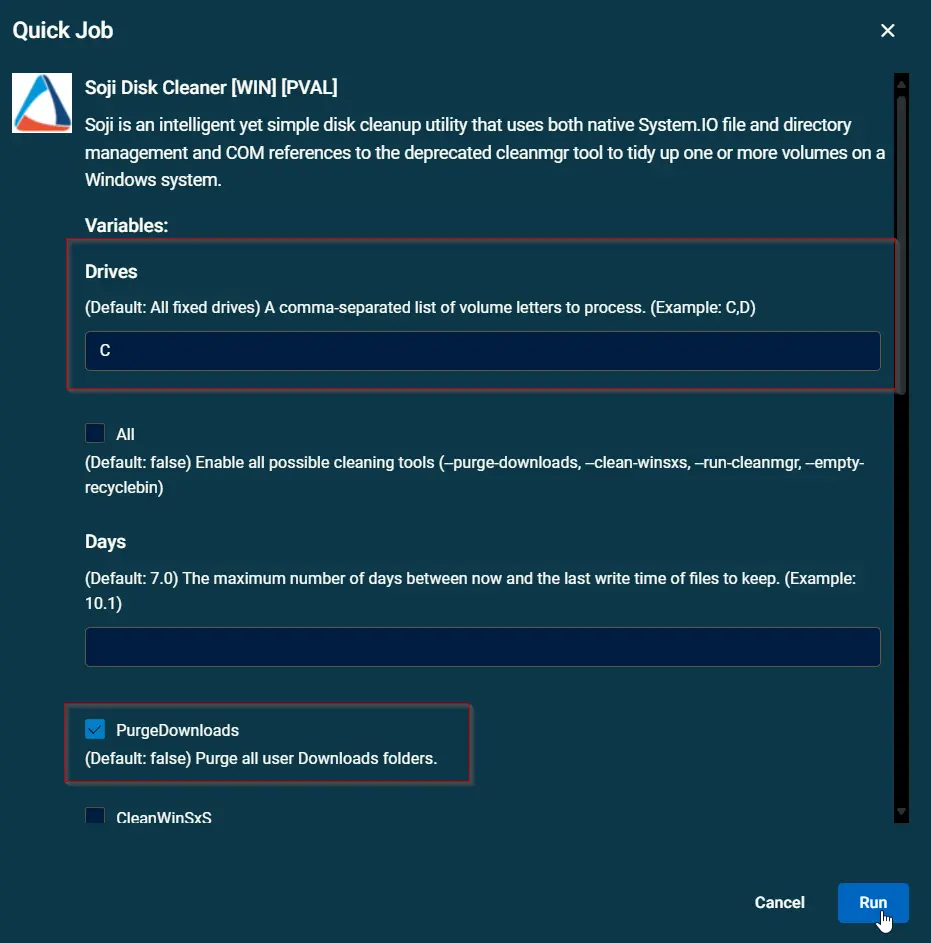 Quick Job
Soji Disk Cleaner [WIN] [PVAL]
Soji is an intelligent yet simple disk cleanup utility that uses both native System.IO file and directory
management and COM references to the deprecated cleanmgr tool to tidy up one or more volumes on a
Windows system.
Variables:
Drives
(Default: All fixed drives) A comma-separated list of volume letters to process. (Example: C,D)
C
All
(Default: false) Enable all possible cleaning tools (--purge-downloads, --clean-winsxs, --run-cleanmgr, --empty-
recyclebin)
Days
(Default: 7.0) The maximum number of days between now and the last write time of files to keep. (Example:
10.1)
PurgeDownloads
(Default: false) Purge all user Downloads folders.
CleanWinSxS
Cancel
Run